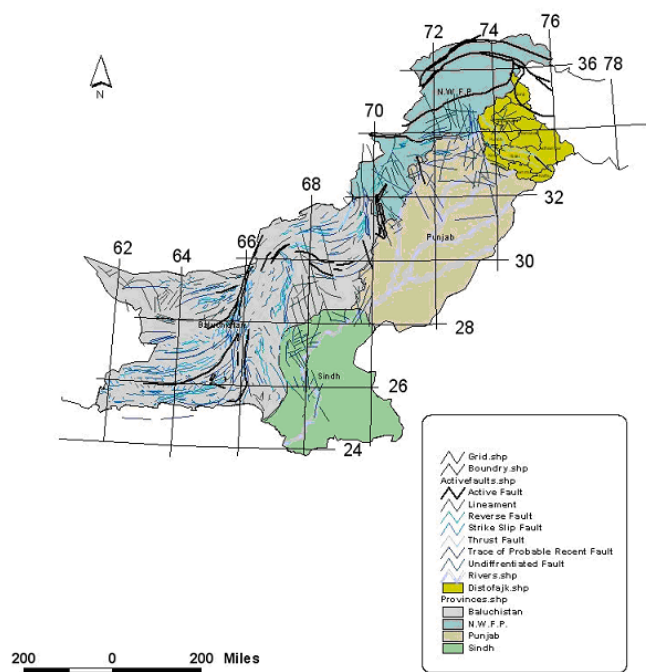 76
72
74
36
78
N
N.W.F.P.
70
68
32
62
64
66
Punjab
30
Baluchistan
28
Sindh
26
24
Grid.shp
Boundry.shp
Activefaults.shp
Active Fault
Lineament
Reverse Fault
Strike Slip Fault
Thrust Fault
Trace of Probable Recent Fault
Undiffrentiated Fault
Rivers.shp
Distofajk.shp
Provinces.shp
Baluchistan
N.W.F.P.
Punjab
Sindh
200 0 200 Miles